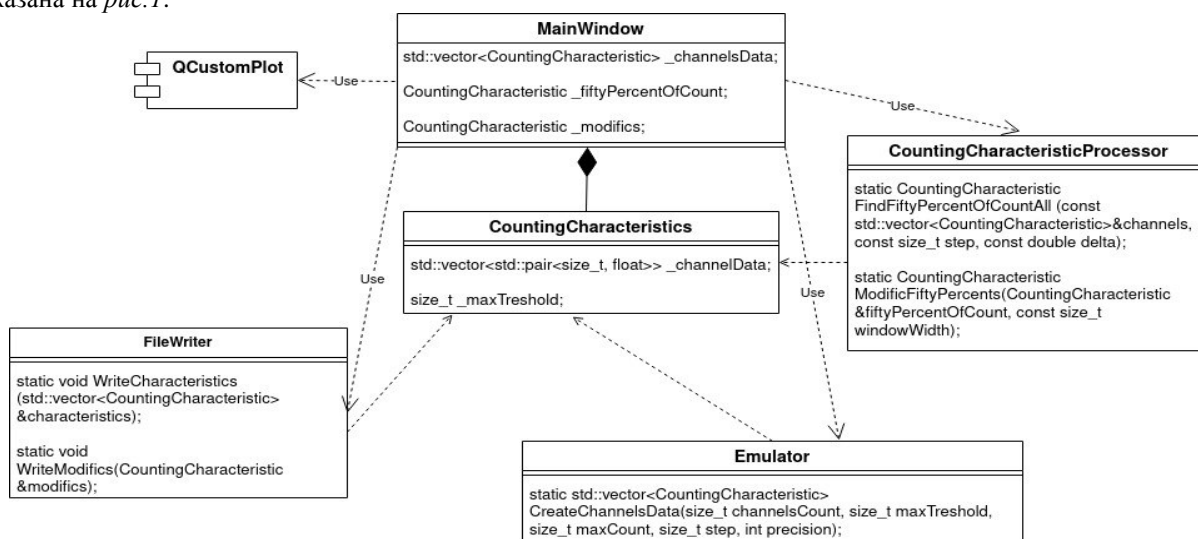 казана на рис.1.
MainWindow
std::vector<CountingCharacteristic> _channelsData;
CountingCharacteristic _fiftyPercentOfCount;
CountingCharacteristic _modifics;
QCustomPlot
Use
Use
CountingCharacteristicProcessor
static CountingCharacteristic
FindFiftyPercentOfCountAll (const
std::vector<CountingCharacteristic>&channels,
const size_t step, const double delta);
static CountingCharacteristic
ModificFiftyPercents(CountingCharacteristic
&fiftyPercentOfCount, const size_t
windowWidth);
CountingCharacteristics
std::vector<std::pair<size_t, float>> _channelData;
size_t _maxTreshold;
Use
Use
FileWriter
static void WriteCharacteristics
(std::vector<CountingCharacteristic>
&characteristics);
static void
WriteModifics(CountingCharacteristic
&modifics);
Emulator
static std::vector<CountingCharacteristic>
CreateChannelsData(size_t channelsCount, size_t maxTreshold,
size_t maxCount, size_t step, int precision);